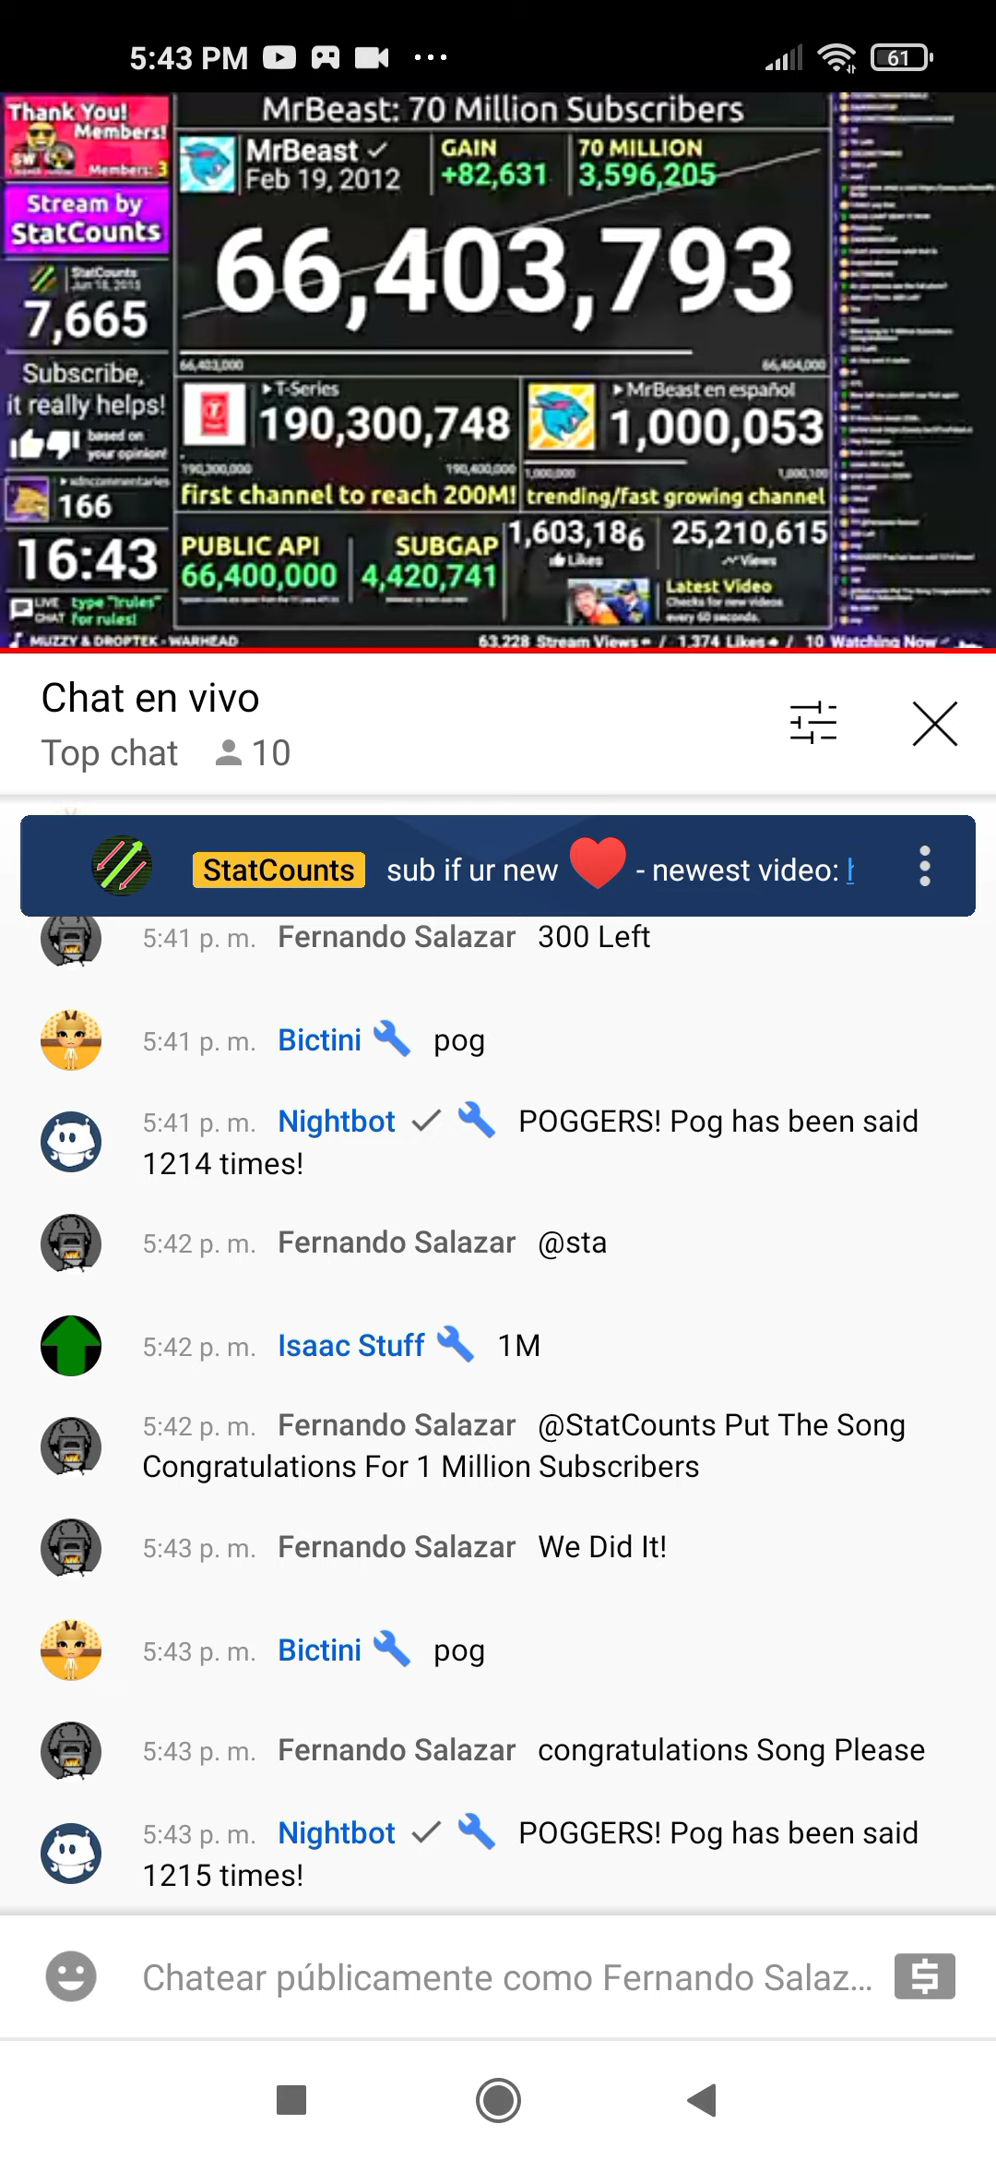 5:43 PM
61
Thank You!
Members!
SW
Members: 3
Stream by
StatCounts
StatCounts
7,665
Subscribe,
it really helps!
based on
your opinion!
166
16:43
LIVE
CHAT
type "!rules"
for rules!
MrBeast: 70 Million Subscribers
MrBeast
Feb 19, 2012
GAIN
+82,631
70 MILLION
3,596,205
66,403,793
66,403,000
66,404,000
T-Series
190,300,748
190,300,000
190,400,000
first channel to reach 200M!
MrBeast en español
1,000,053
1,000,000
1,000,100
trending/fast growing channel
PUBLIC API
66,400,000
SUBGAP
4,420,741
1,603,186
Likes
25,210,615
Views
Latest Video
Checks for new videos
every 60 seconds.
MUZZY & DROPTEK - WARHEAD
63,228 Stream Views / 1,374 Likes / 10 Watching Now
Chat en vivo
Top chat 10
StatCounts sub if ur new ❤️ - newest video: h
5:41 p. m. Fernando Salazar 300 Left
5:41 p. m. Bictini pog
5:41 p. m. Nightbot POGGERS! Pog has been said
1214 times!
5:42 p. m. Fernando Salazar @sta
5:42 p. m. Isaac Stuff 1M
5:42 p. m. Fernando Salazar @StatCounts Put The Song
Congratulations For 1 Million Subscribers
5:43 p. m. Fernando Salazar We Did It!
5:43 p. m. Bictini pog
5:43 p. m. Fernando Salazar congratulations Song Please
5:43 p. m. Nightbot POGGERS! Pog has been said
1215 times!
Chatear públicamente como Fernando Salaz...